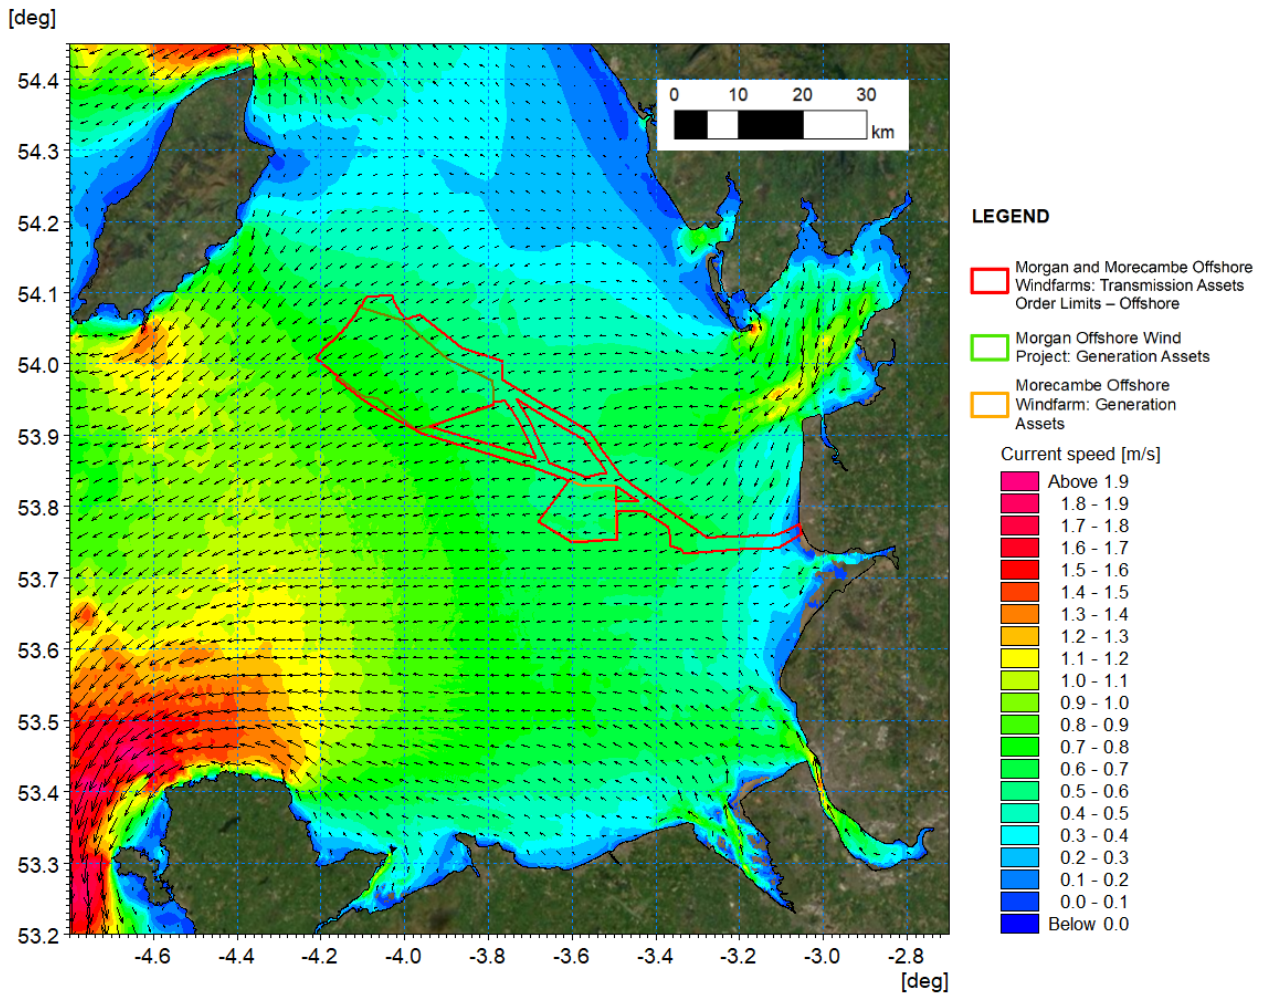 [deg]
54.4
54.3
54.2
54.1
54.0
53.9
53.8
53.7
53.6
53.5
53.4
53.3
53.2
-4.6
-4.4
-4.2
-4.0
-3.8
-3.6
-3.4
-3.2
-3.0
-2.8
[deg]
0 10 20 30
km
LEGEND
Morgan and Morecambe Offshore
Windfarms: Transmission Assets
Order Limits – Offshore
Morgan Offshore Wind
Project: Generation Assets
Morecambe Offshore
Windfarm: Generation
Assets
Current speed [m/s]
Above 1.9
1.8 - 1.9
1.7 - 1.8
1.6 - 1.7
1.5 - 1.6
1.4 - 1.5
1.3 - 1.4
1.2 - 1.3
1.1 - 1.2
1.0 - 1.1
0.9 - 1.0
0.8 - 0.9
0.7 - 0.8
0.6 - 0.7
0.5 - 0.6
0.4 - 0.5
0.3 - 0.4
0.2 - 0.3
0.1 - 0.2
0.0 - 0.1
Below 0.0